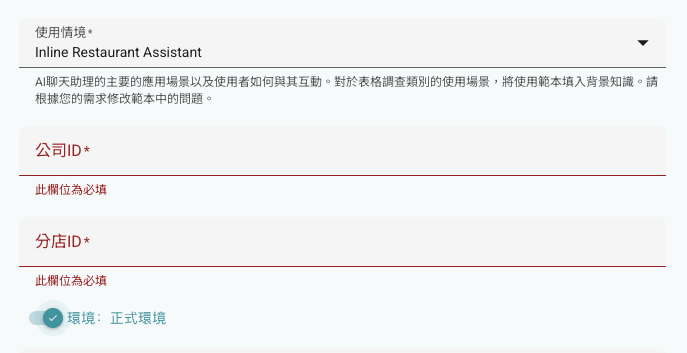 使用情境*
Inline Restaurant Assistant
AI聊天助理的主要的應用場景以及使用者如何與其互動。對於表格調查類別的使用場景，將使用範本填入背景知識。請
根據您的需求修改範本中的問題。
公司ID*
此欄位為必填
分店ID*
此欄位為必填
環境：正式環境